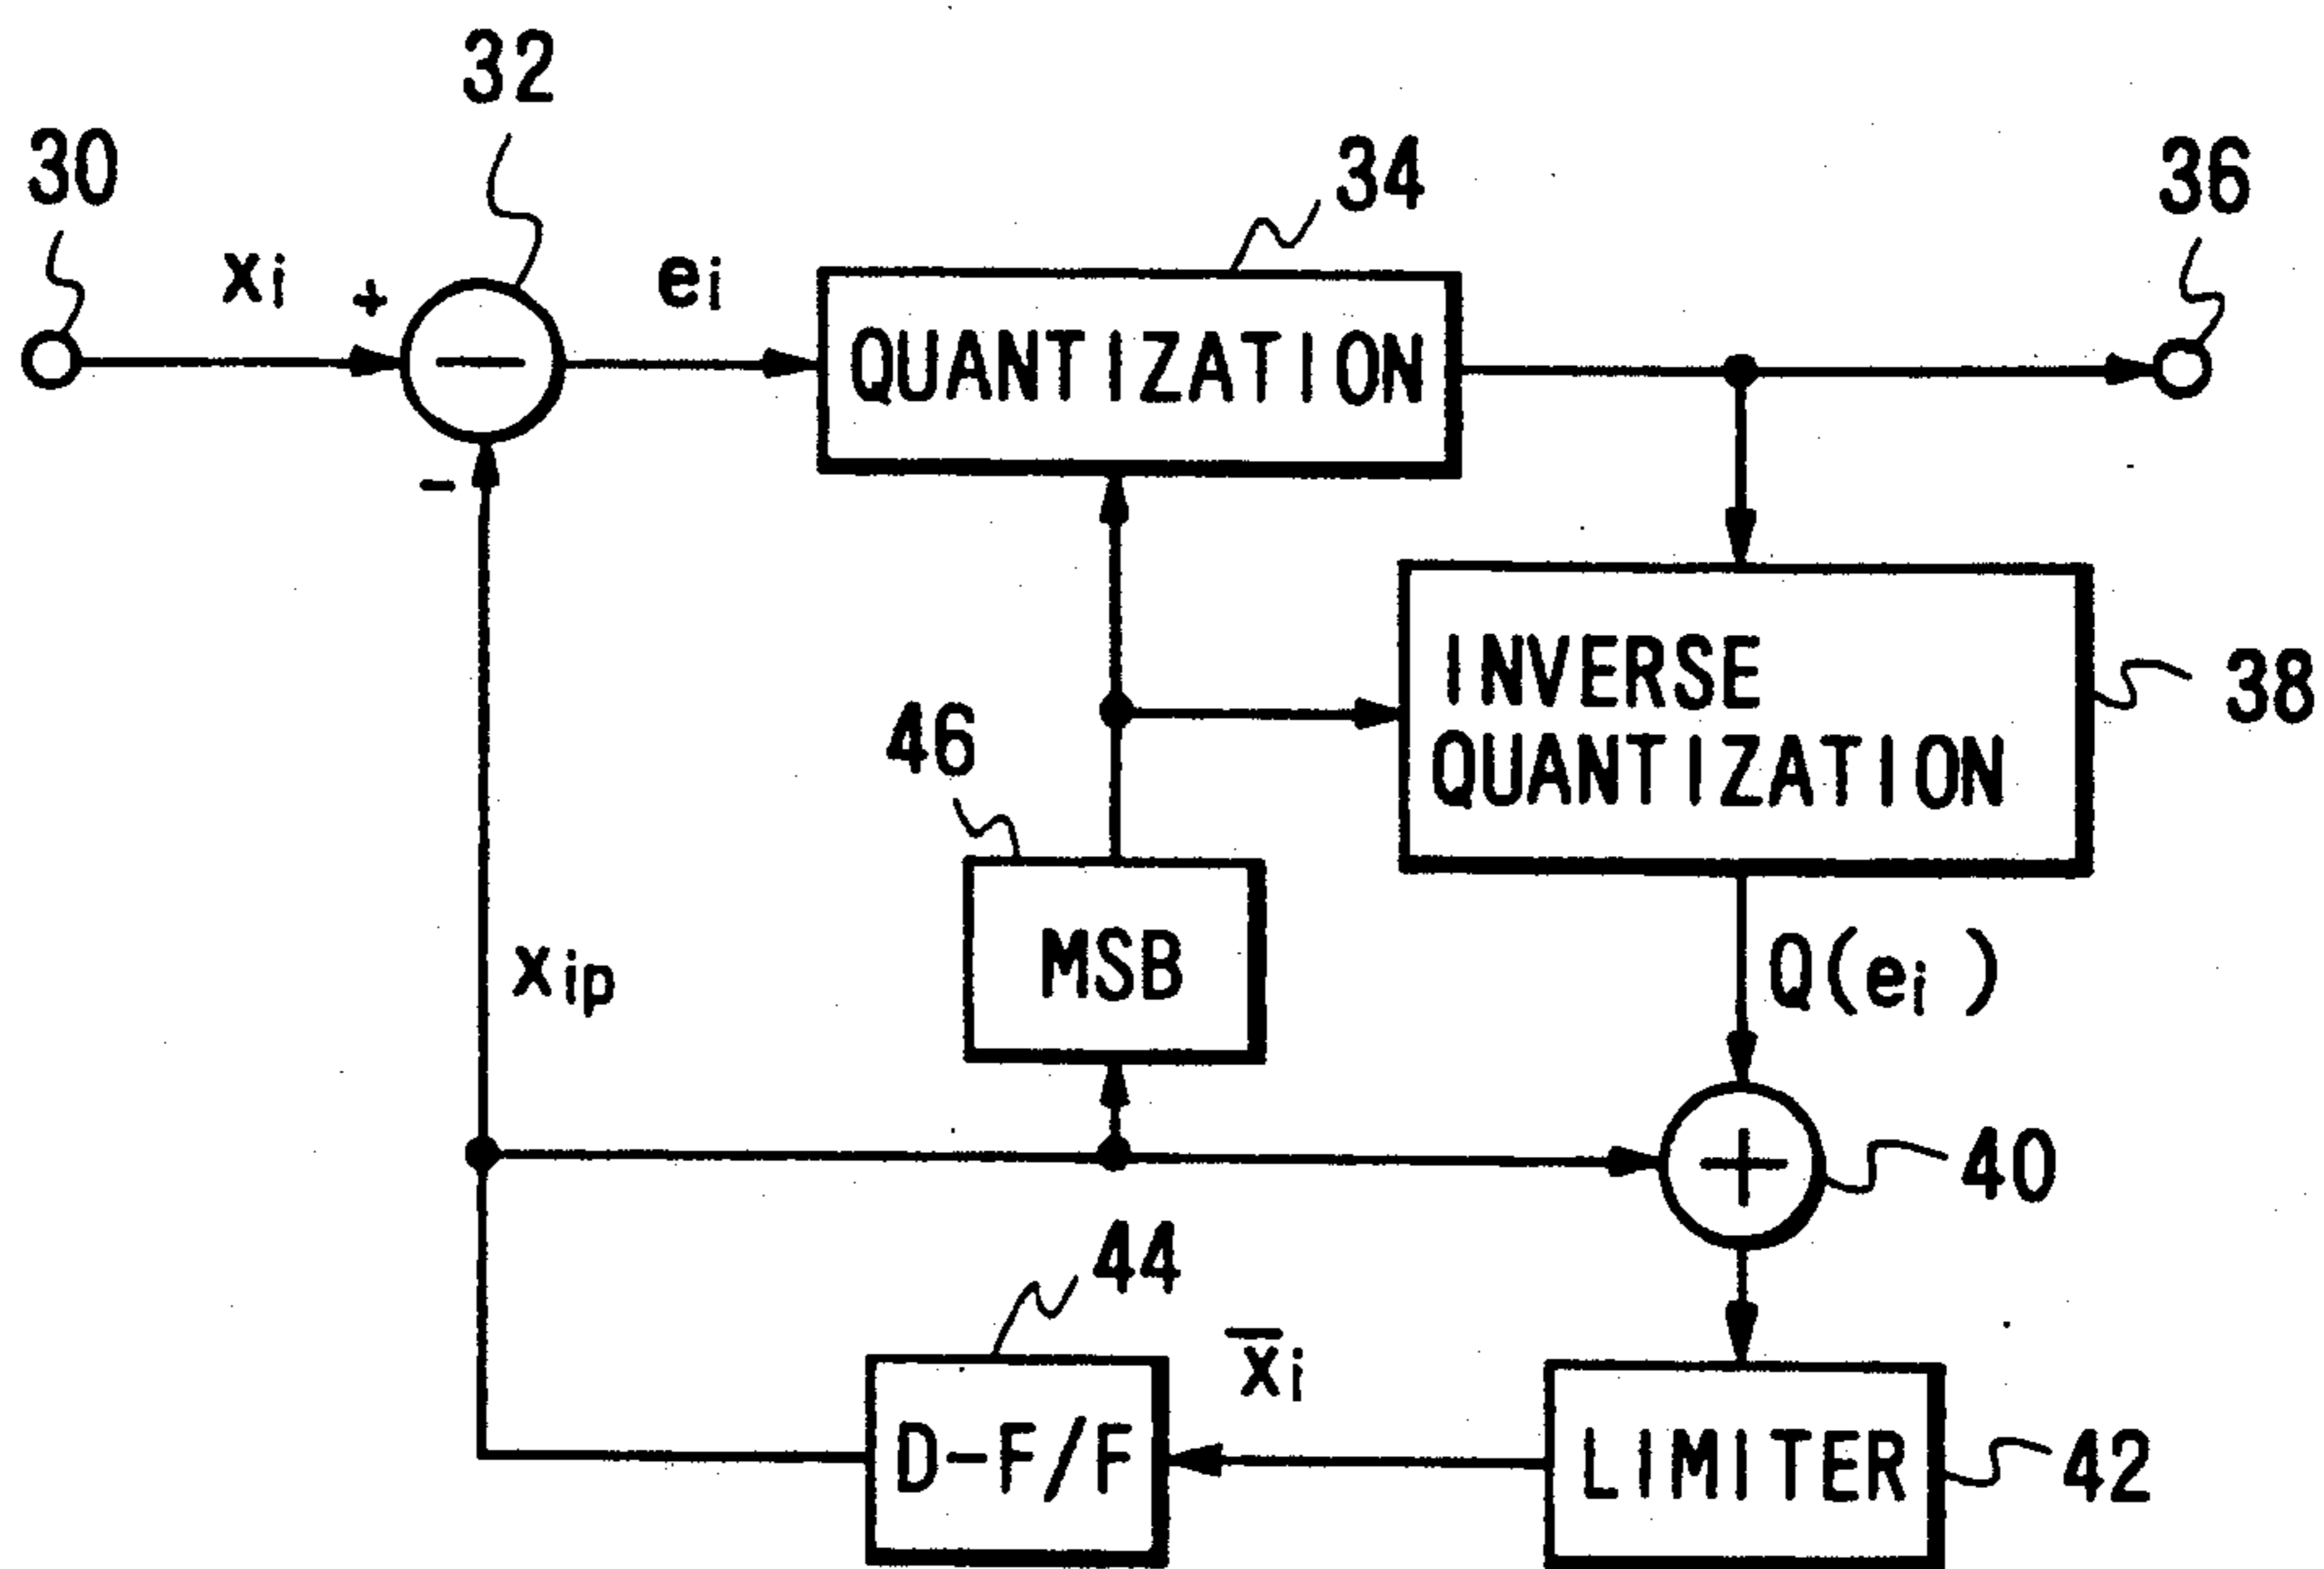 32
30
34
36
xi
+
ei
−
QUANTIZATION
-
INVERSE
QUANTIZATION
38
46
MSB
xip
Q(ei)
+
40
44
x̄i
D-F/F
LIMITER
42